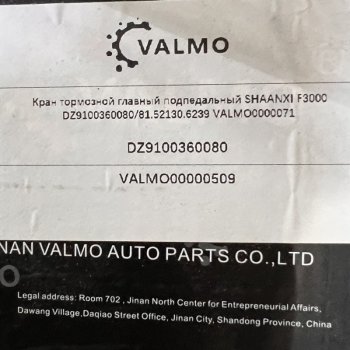 VALMO
Кран тормозной главный подпедальный SHAANXI F3000
DZ9100360080/81.52130.6239 VALMO0000071
DZ9100360080
VALMO00000509
NAN VALMO AUTO PARTS CO.,LTD
Legal address: Room 702 , Jinan North Center for Entrepreneurial Affairs,
Dawang Village,Daqiao Street Office, Jinan City, Shandong Province, China